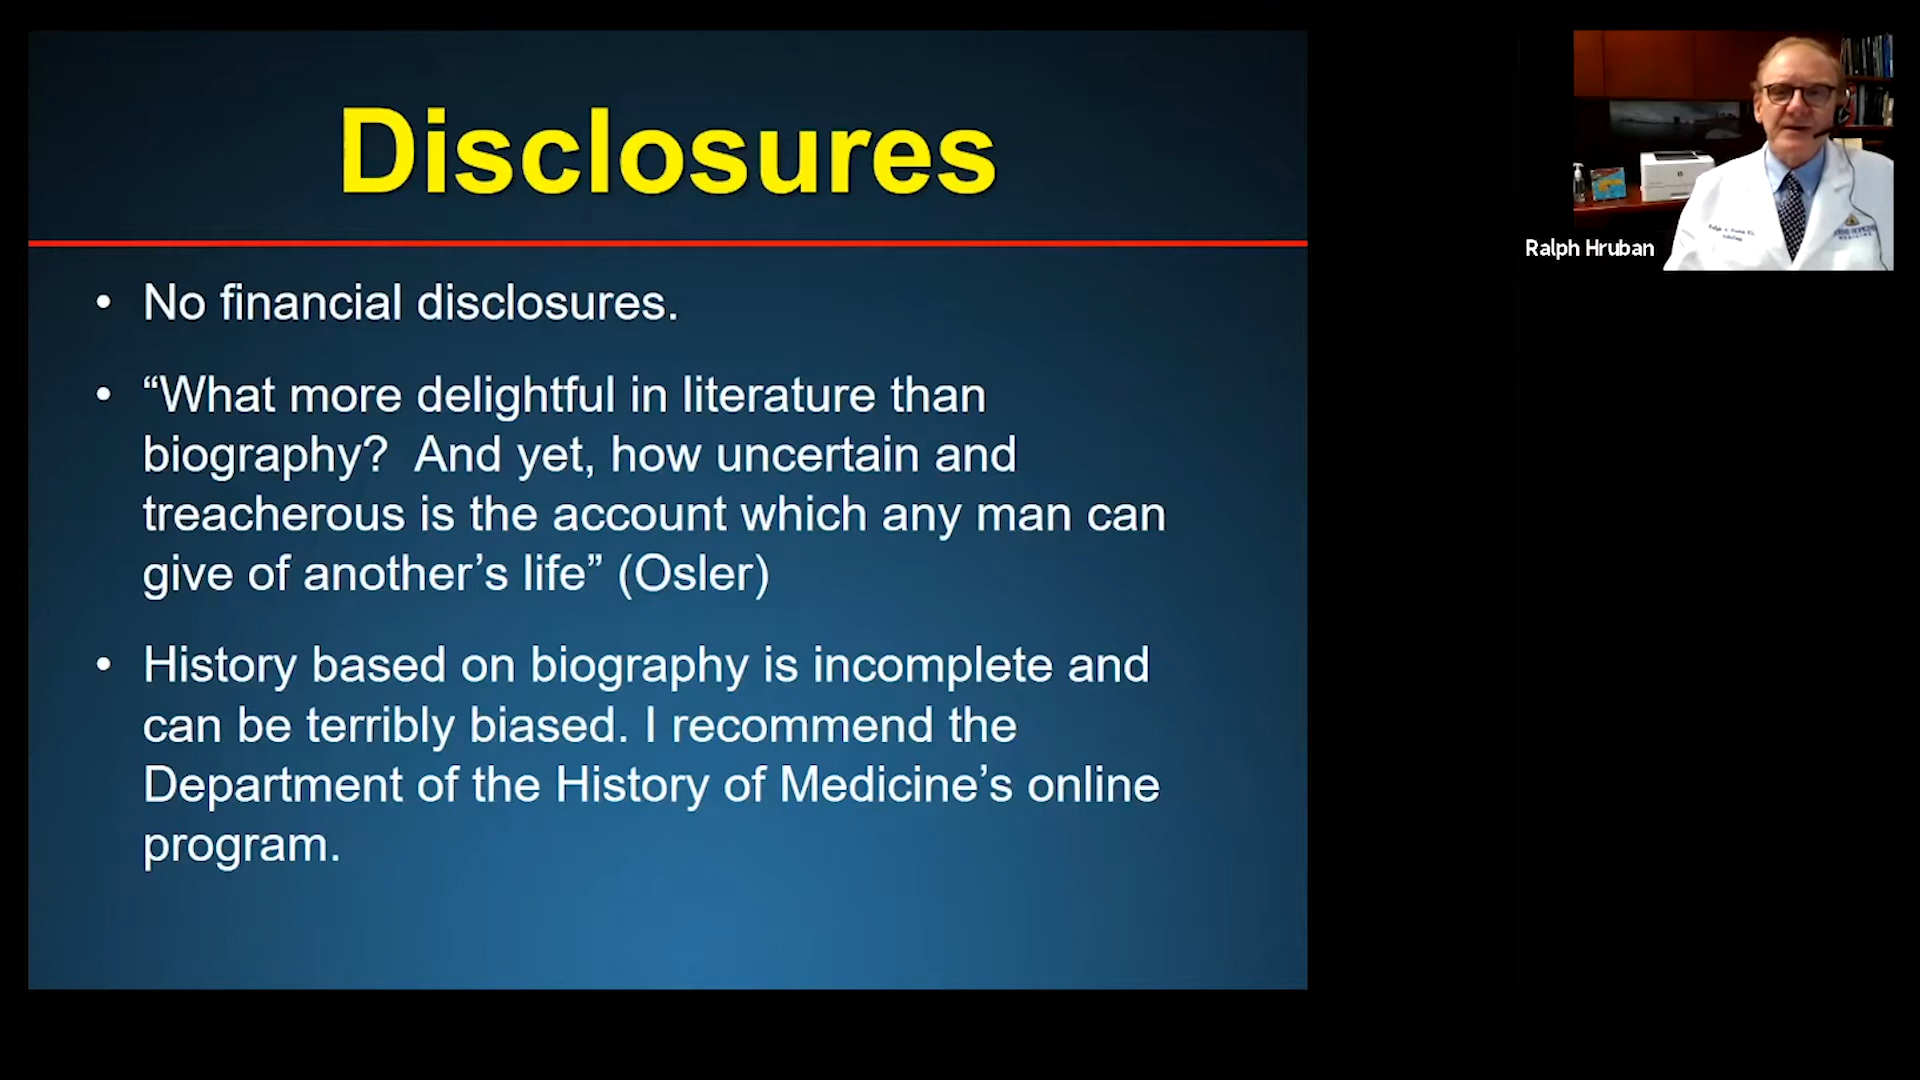 Disclosures
• No financial disclosures.
• “What more delightful in literature than
biography?  And yet, how uncertain and
treacherous is the account which any man can
give of another’s life” (Osler)
• History based on biography is incomplete and
can be terribly biased. I recommend the
Department of the History of Medicine’s online
program.
Ralph Hruban